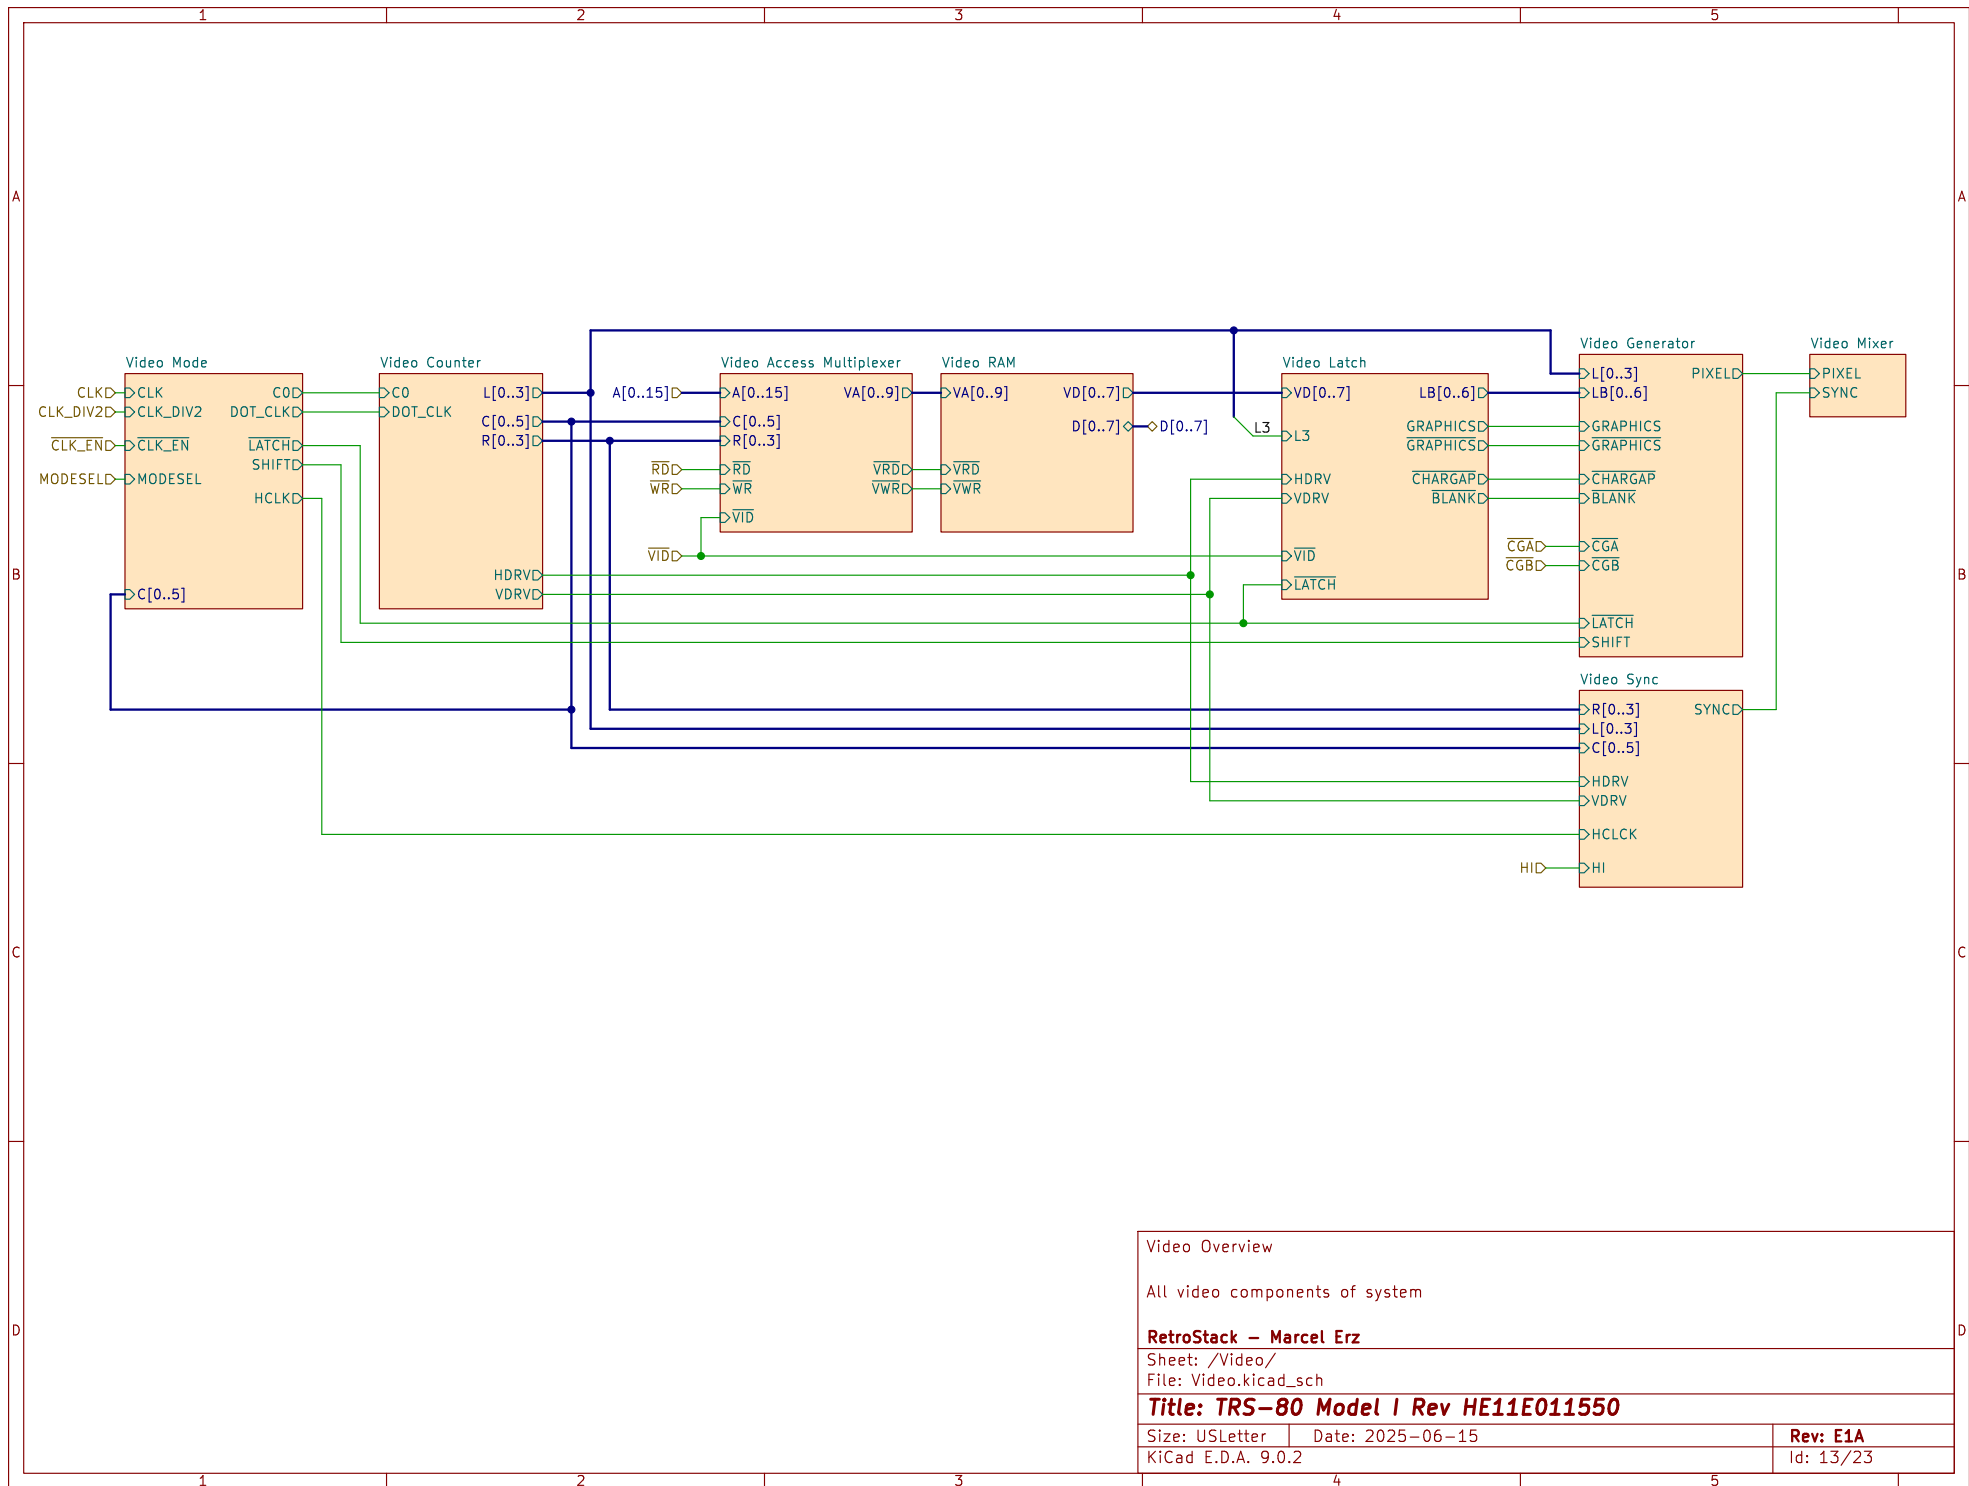 1 2 3 4 5
A A
B B
C C
D D
Video Mode
CLK CLK C0
CLK_DIV2 CLK_DIV2 DOT_CLK
CLK_EN CLK_EN LATCH
SHIFT
MODESEL MODESEL
HCLK
C[0..5]
Video Counter
C0 L[0..3]
DOT_CLK
C[0..5]
R[0..3]
HDRV
VDRV
Video Access Multiplexer
A[0..15] A[0..15] VA[0..9]
C[0..5]
R[0..3]
RD RD VRD
WR WR VWR
VID
VID
Video RAM
VA[0..9] VD[0..7]
D[0..7] D[0..7]
VRD
VWR
Video Latch
VD[0..7] LB[0..6]
GRAPHICS
L3 L3
GRAPHICS
HDRV CHARGAP
VDRV BLANK
VID
LATCH
Video Generator
L[0..3] PIXEL
LB[0..6]
GRAPHICS
GRAPHICS
CHARGAP
BLANK
CGA CGA
CGB CGB
LATCH
SHIFT
Video Mixer
PIXEL
SYNC
Video Sync
R[0..3] SYNC
L[0..3]
C[0..5]
HDRV
VDRV
HCLCK
HI HI
Video Overview
All video components of system
RetroStack - Marcel Erz
Sheet: /Video/
File: Video.kicad_sch
Title: TRS-80 Model I Rev HE11E011550
Size: USLetter Date: 2025-06-15 Rev: E1A
KiCad E.D.A. 9.0.2 Id: 13/23
1 2 3 4 5